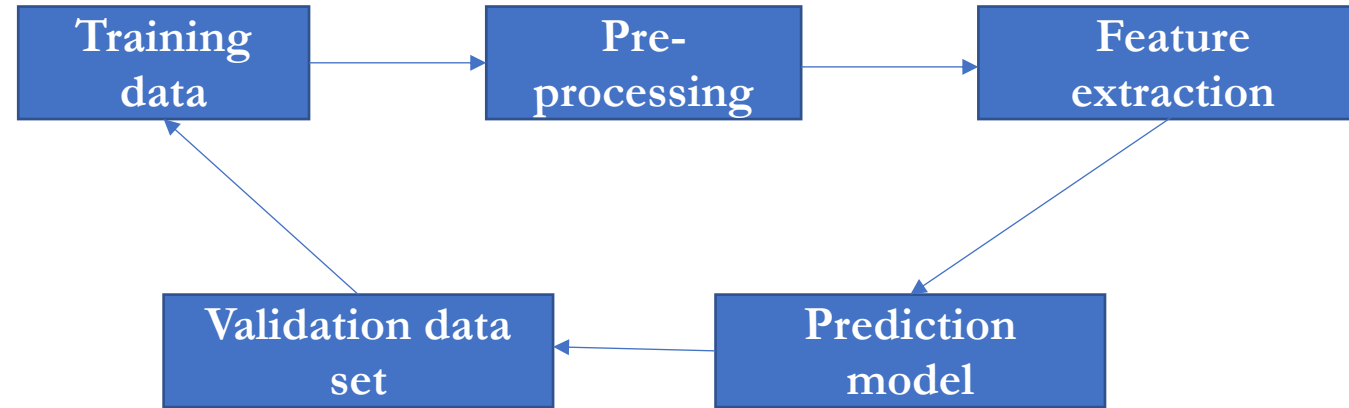 Training
data
Pre-
processing
Feature
extraction
Validation data
set
Prediction
model